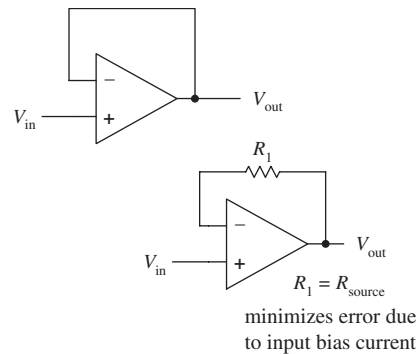 −
+
V_in
V_out
R_1
−
+
V_in
V_out
R_1 = R_source
minimizes error due
to input bias current